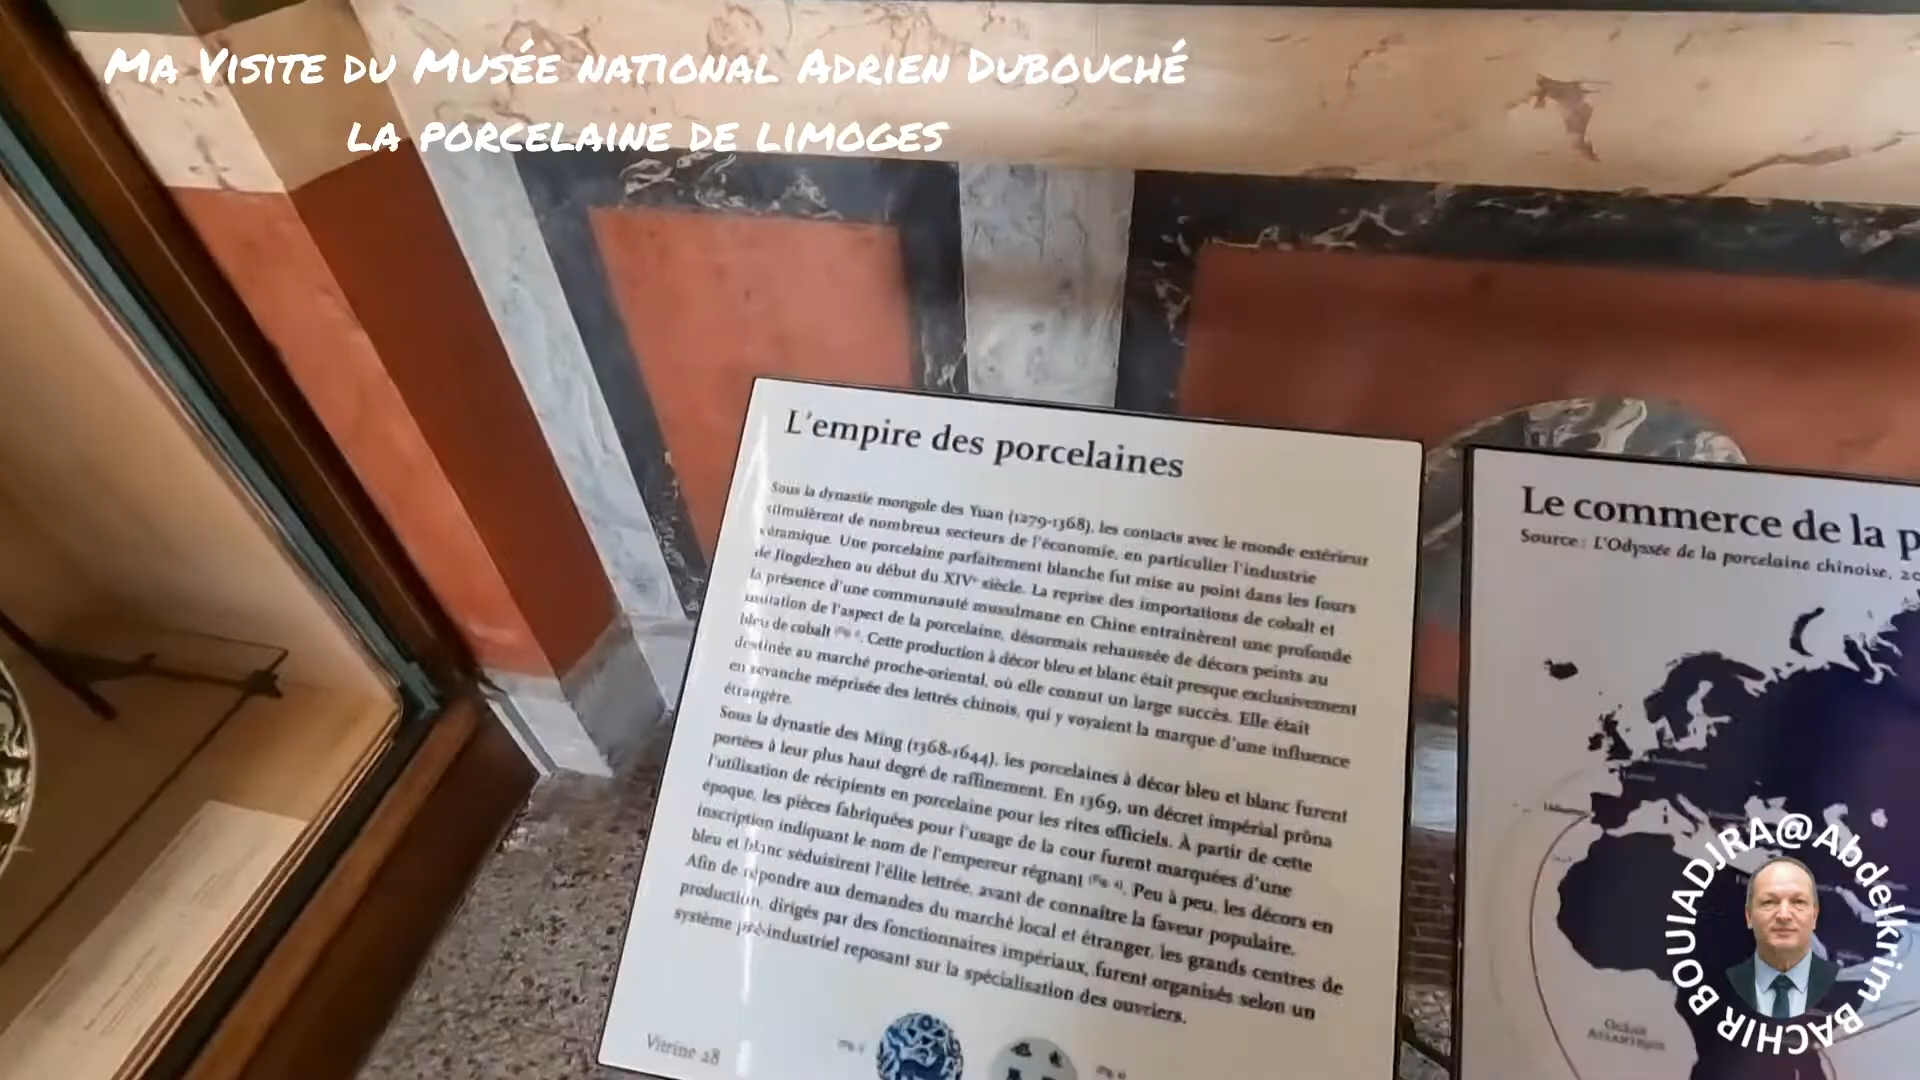 Ma Visite du Musée national Adrien Dubouché
la porcelaine de limoges
L'empire des porcelaines
Sous la dynastie mongole des Yuan (1279-1368), les contacts avec le monde extérieur
stimulèrent de nombreux secteurs de l'économie, en particulier l'industrie
céramique. Une porcelaine parfaitement blanche fut mise au point dans les fours
de Jingdezhen au début du XIVe siècle. La reprise des importations de cobalt et
la présence d'une communauté musulmane en Chine entraînèrent une profonde
mutation de l'aspect de la porcelaine, désormais rehaussée de décors peints au
bleu de cobalt. Cette production à décor bleu et blanc était presque exclusivement
destinée au marché proche-oriental, où elle connut un large succès. Elle était
en revanche méprisée des lettrés chinois, qui y voyaient la marque d'une influence
étrangère.
Sous la dynastie des Ming (1368-1644), les porcelaines à décor bleu et blanc furent
portées à leur plus haut degré de raffinement. En 1369, un décret impérial prôna
l'utilisation de récipients en porcelaine pour les rites officiels. À partir de cette
époque, les pièces fabriquées pour l'usage de la cour furent marquées d'une
inscription indiquant le nom de l'empereur régnant. Peu à peu, les décors en
bleu et blanc séduisirent l'élite lettrée, avant de connaître la faveur populaire.
Afin de répondre aux demandes du marché local et étranger, les grands centres de
production, dirigés par des fonctionnaires impériaux, furent organisés selon un
système pré-industriel reposant sur la spécialisation des ouvriers.
Vitrine 28
Le commerce de la p
Source : L'Odyssée de la porcelaine chinoise, 20
Océan
Atlantique
BACHIR BOUIADJRA@Abdelkrim